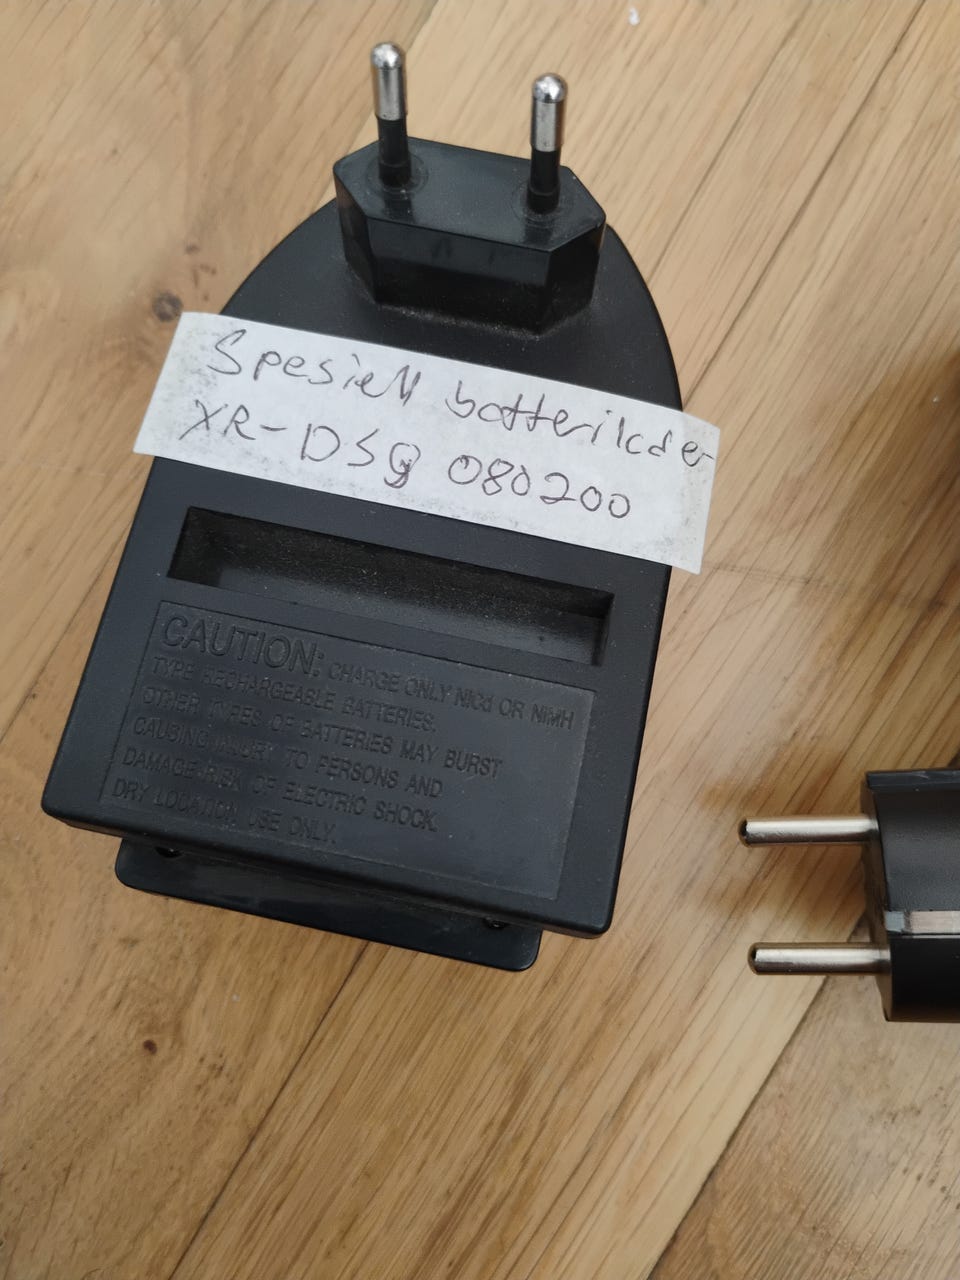 Spesiell batterilader
XR-DSg 080200
CAUTION: CHARGE ONLY NiCd OR NiMH
TYPE RECHARGEABLE BATTERIES.
OTHER TYPES OF BATTERIES MAY BURST
CAUSING INJURY TO PERSONS AND
DAMAGE.RISK OF ELECTRIC SHOCK.
DRY LOCATION USE ONLY.